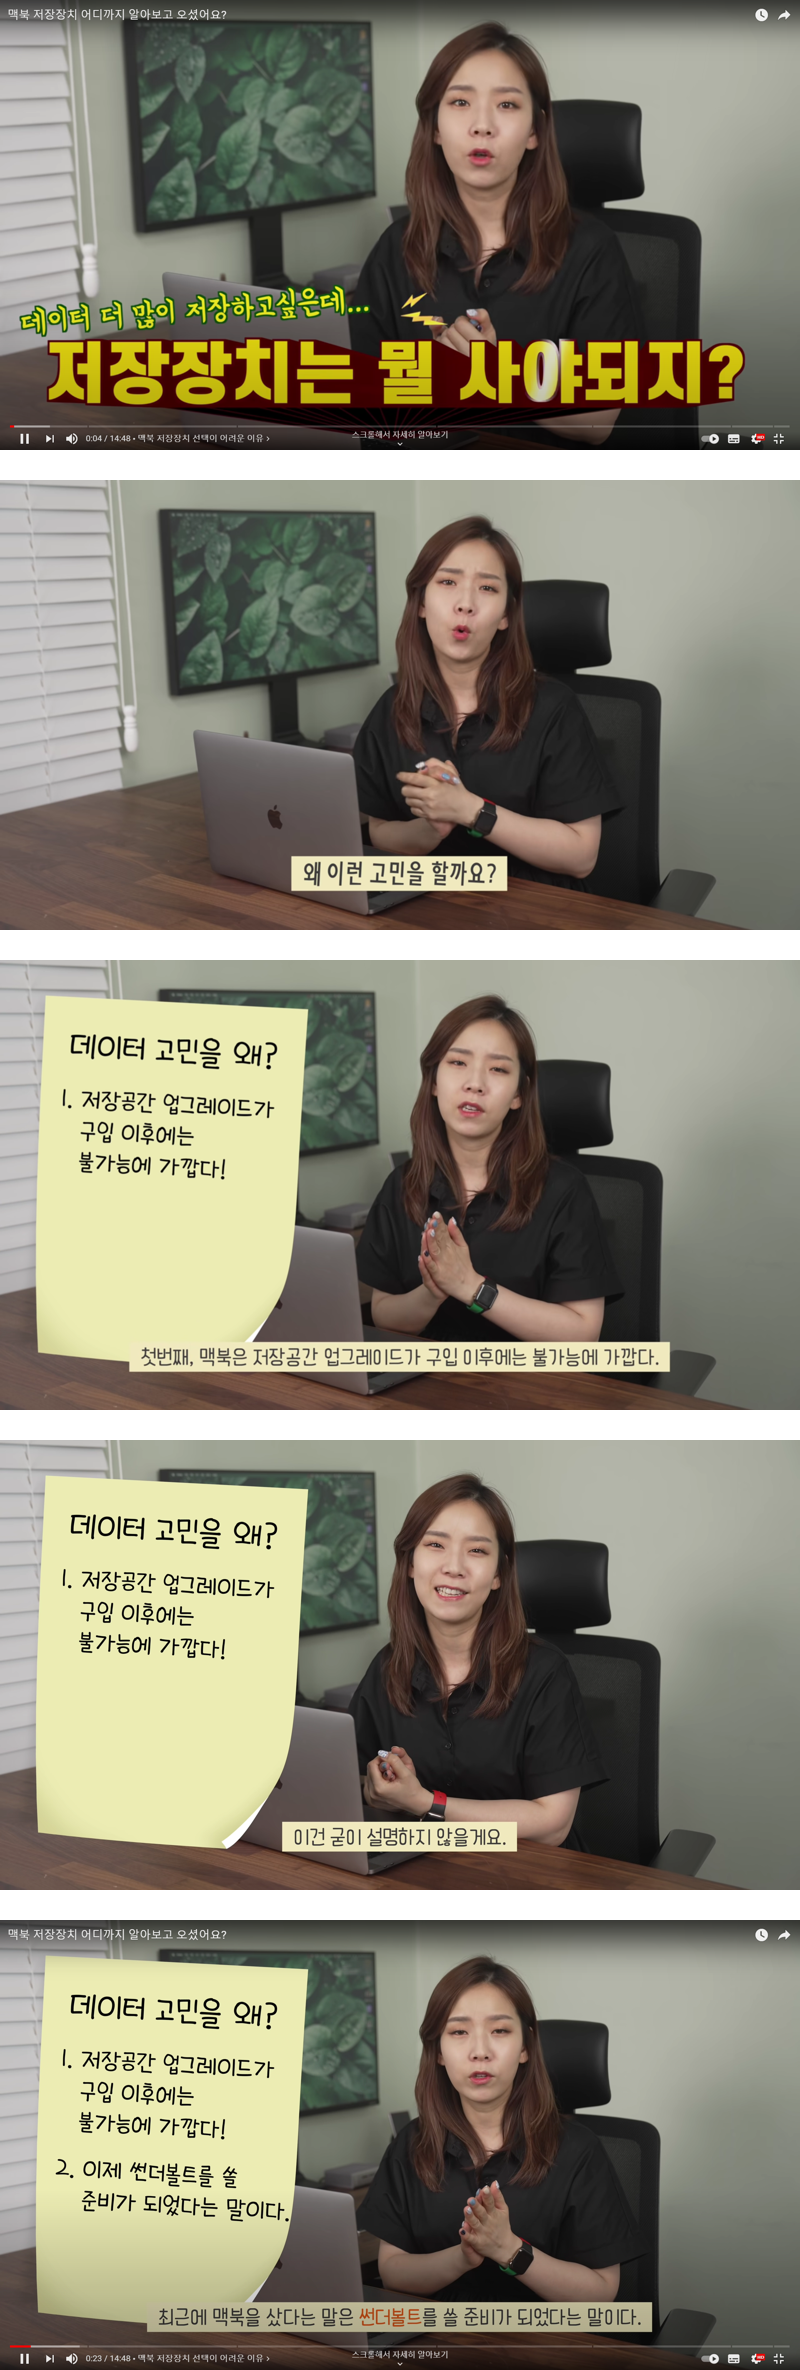 맥북 저장장치 어디까지 알아보고 오셨어요?
데이터 더 많이 저장하고싶은데...
저장장치는 뭘 사야되지?
0:04 / 14:48 • 맥북 저장장치 선택이 어려운 이유 ›
스크롤해서 자세히 알아보기
HD
왜 이런 고민을 할까요?
데이터 고민을 왜?
1. 저장공간 업그레이드가
구입 이후에는
불가능에 가깝다!
첫번째, 맥북은 저장공간 업그레이드가 구입 이후에는 불가능에 가깝다.
데이터 고민을 왜?
1. 저장공간 업그레이드가
구입 이후에는
불가능에 가깝다!
이건 굳이 설명하지 않을게요.
맥북 저장장치 어디까지 알아보고 오셨어요?
데이터 고민을 왜?
1. 저장공간 업그레이드가
구입 이후에는
불가능에 가깝다!
2. 이제 썬더볼트를 쓸
준비가 되었다는 말이다.
최근에 맥북을 샀다는 말은 썬더볼트를 쓸 준비가 되었다는 말이다.
0:23 / 14:48 • 맥북 저장장치 선택이 어려운 이유 ›
스크롤해서 자세히 알아보기
HD